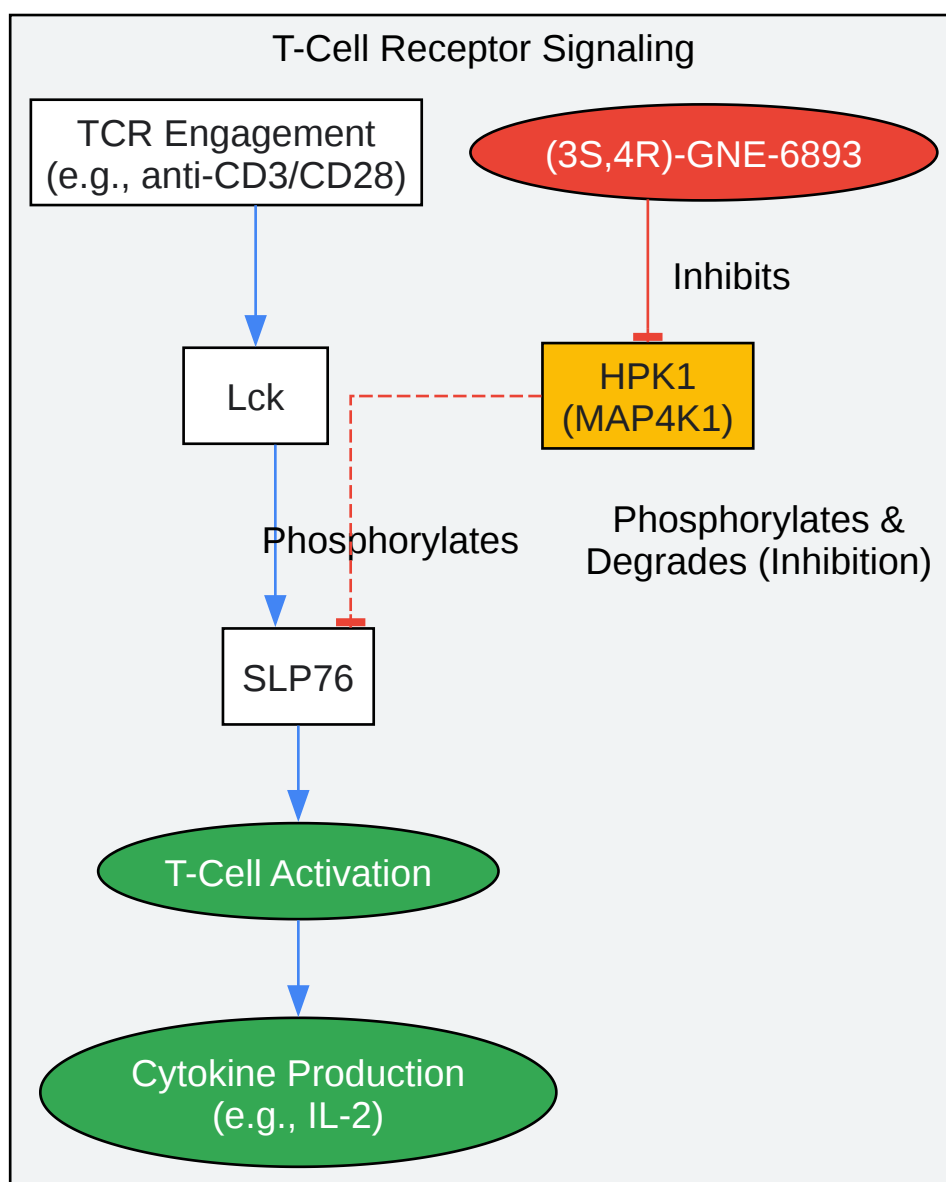 T-Cell Receptor Signaling
TCR Engagement
(e.g., anti-CD3/CD28)
(3S,4R)-GNE-6893
Inhibits
Lck
HPK1
(MAP4K1)
Phosphorylates
Phosphorylates &
Degrades (Inhibition)
SLP76
T-Cell Activation
Cytokine Production
(e.g., IL-2)